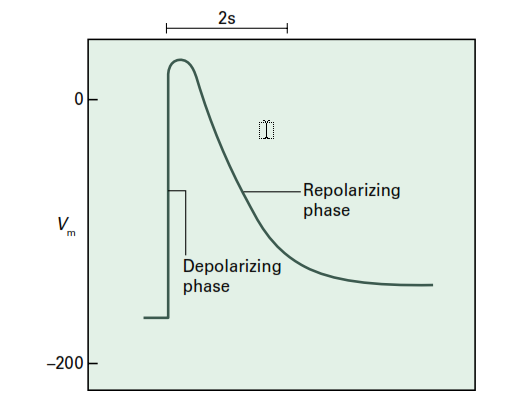 2s
0
Repolarizing
phase
Vm
Depolarizing
phase
–200